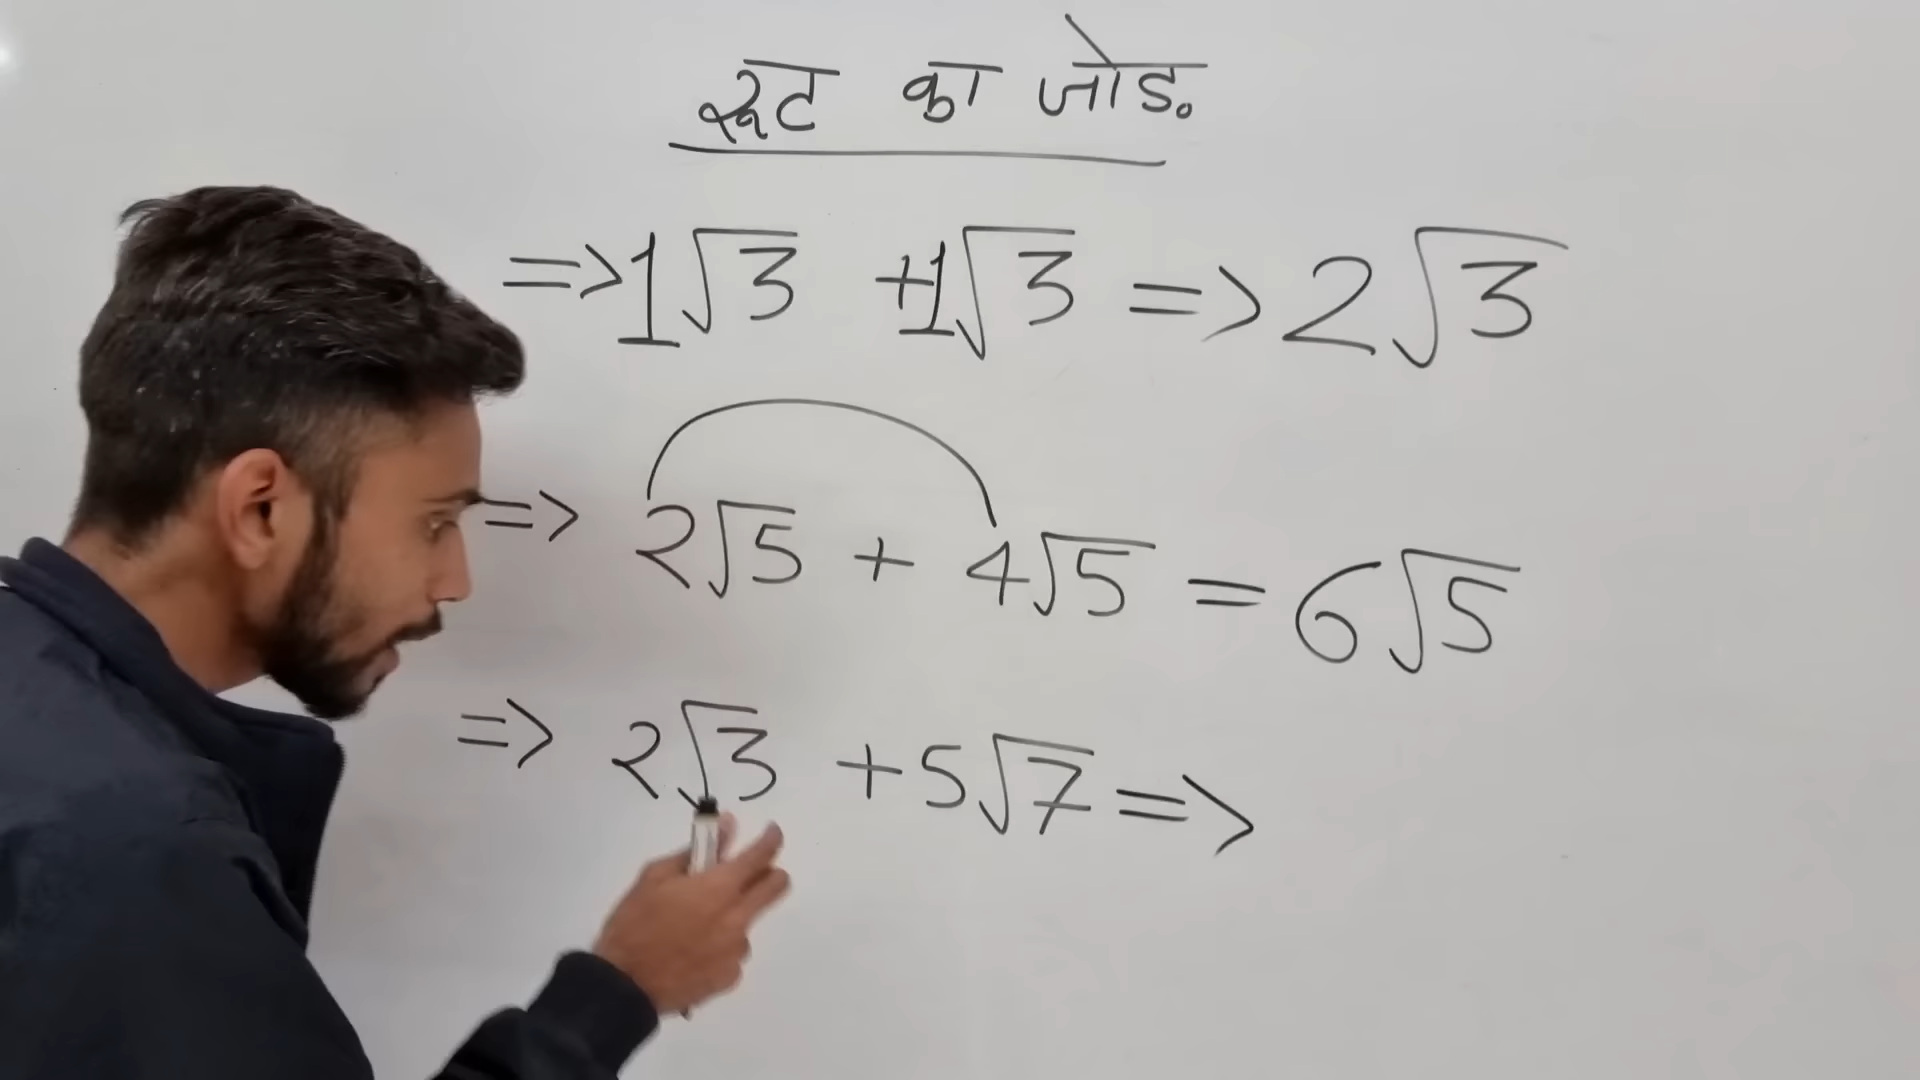 रूट का जोड़
=> 1√3 + 1√3 => 2√3
=> 2√5 + 4√5 = 6√5
=> 2√3 + 5√7 =>